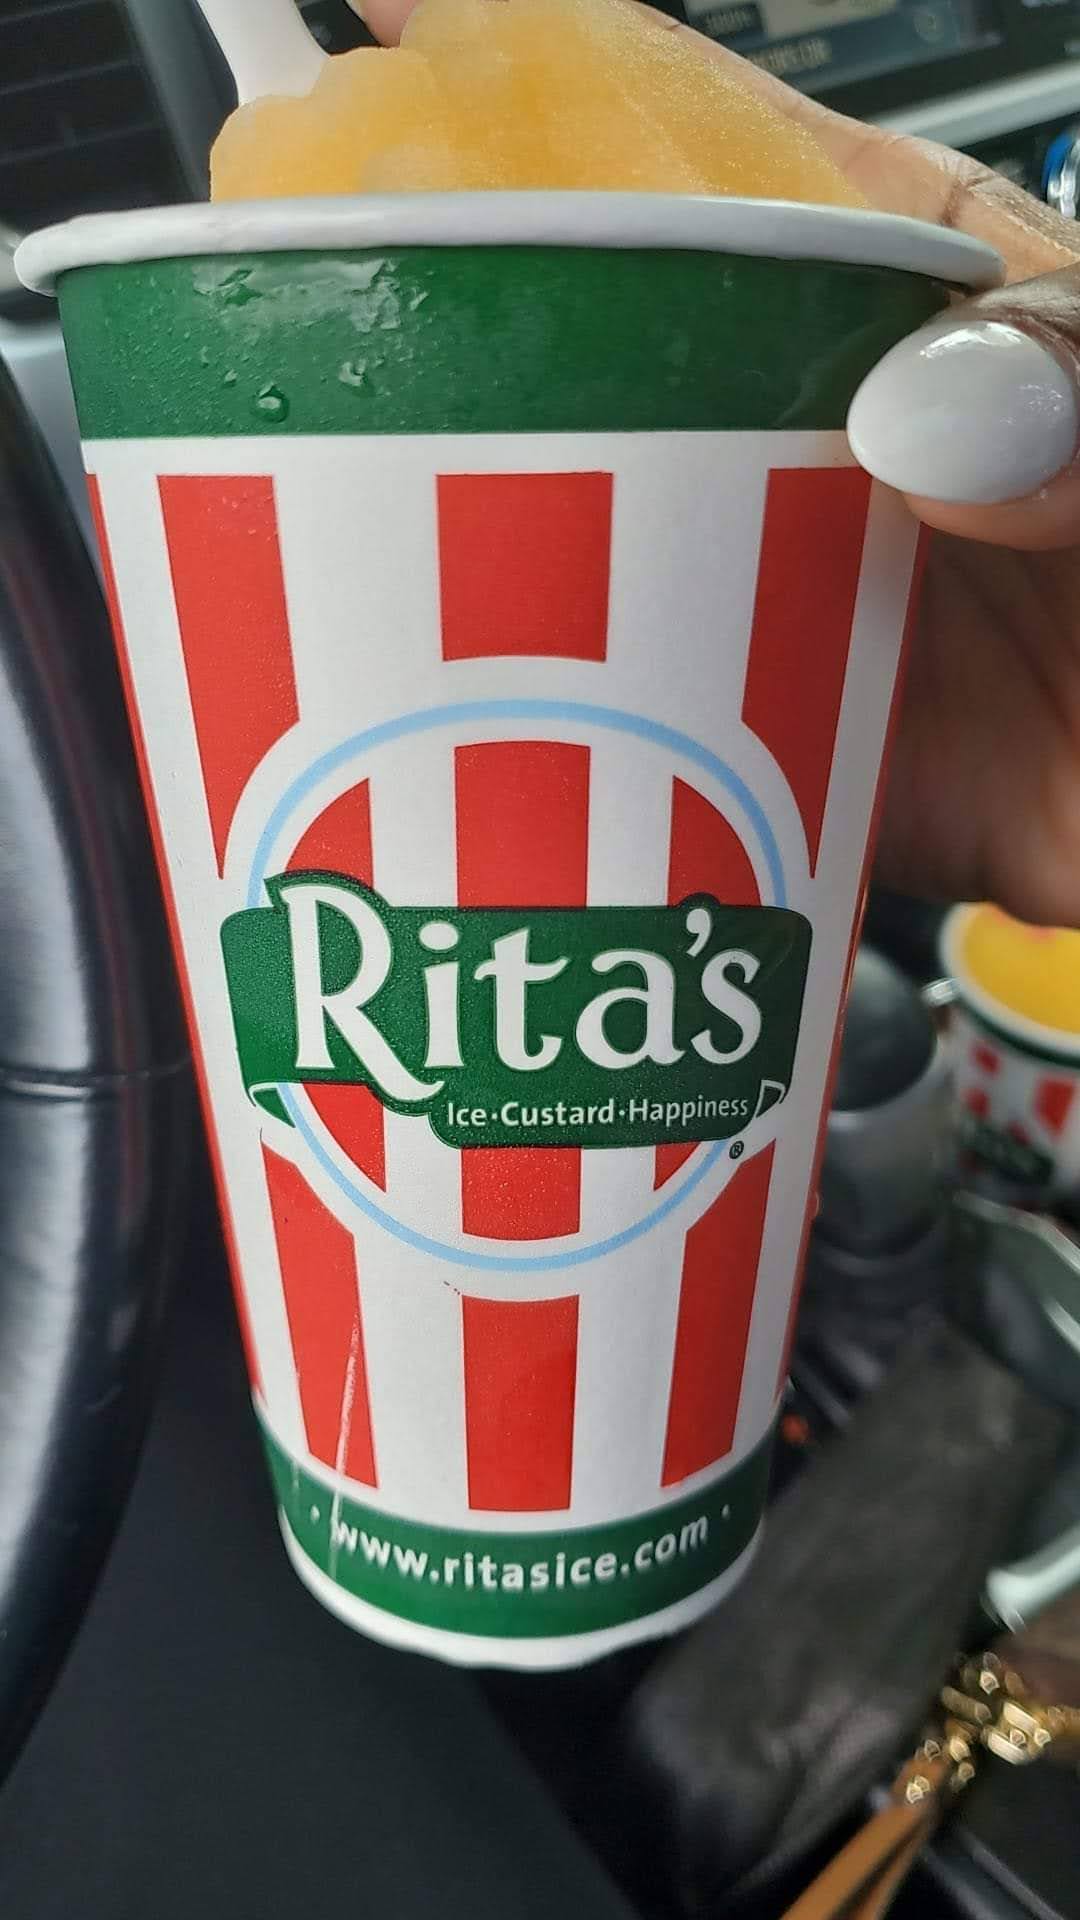 Rita's
Ice·Custard·Happiness
®
· www.ritasice.com ·